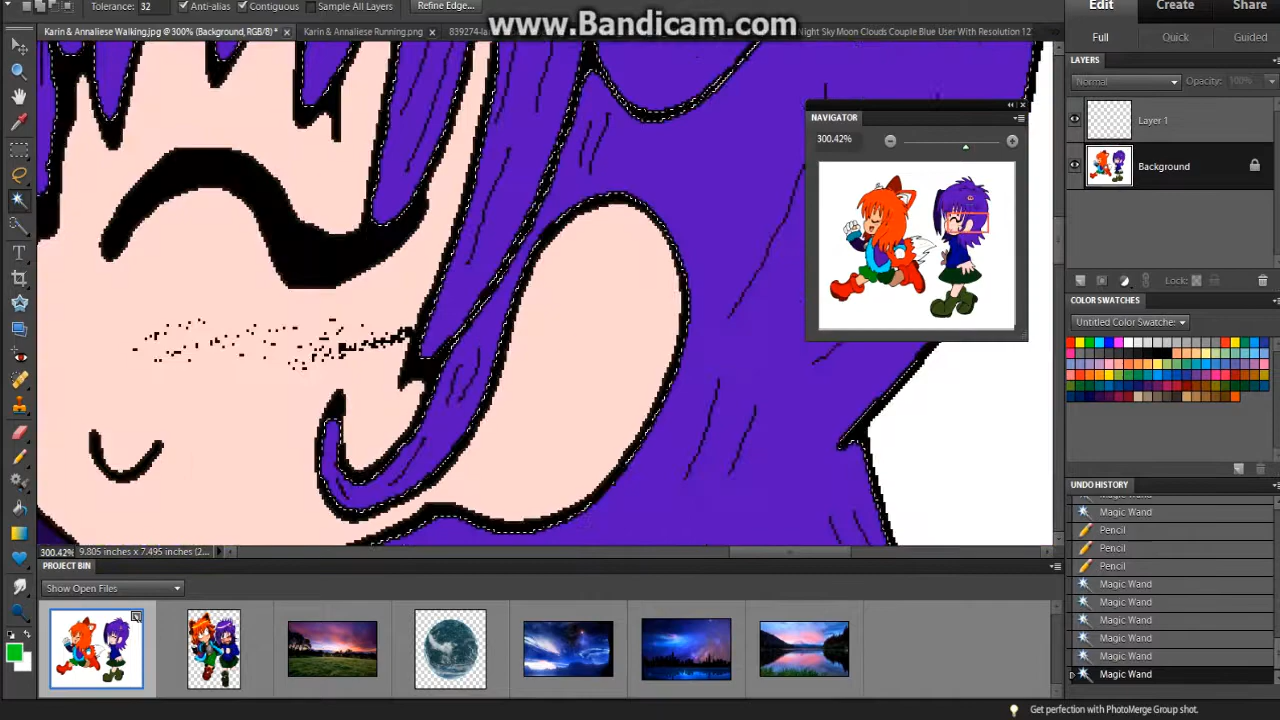 www.Bandicam.com
Tolerance: 32 Anti-alias Contiguous Sample All Layers Refine Edge...
Edit Create Share
Karin & Annaliese Walking.jpg @ 300% (Background, RGB/8) * Karin & Annaliese Running.png Night Sky Moon Clouds Couple Blue User With Resolution
Full Quick Guided
LAYERS
Normal Opacity: 100%
NAVIGATOR
Layer 1
300.42%
Background
Lock:
COLOR SWATCHES
Untitled Color Swatche:
UNDO HISTORY
Magic Wand
Magic Wand
Pencil
Pencil
Pencil
Magic Wand
Magic Wand
Magic Wand
Magic Wand
Magic Wand
Magic Wand
300.42% 9.805 inches x 7.495 inches (2...
PROJECT BIN
Show Open Files
Get perfection with PhotoMerge Group shot.